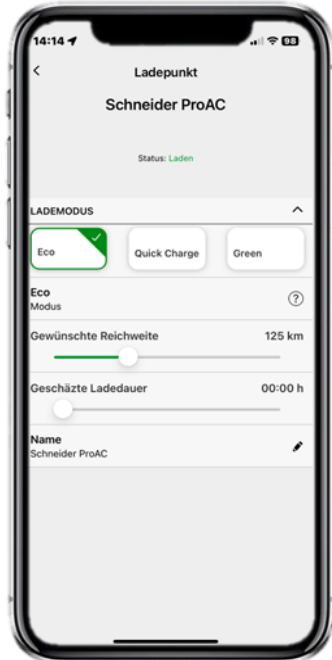 14:14
98
Ladepunkt
Schneider ProAC
Status: Laden
LADEMODUS
Eco
Quick Charge
Green
Eco
Modus
?
Gewünschte Reichweite 125 km
Geschäzte Ladedauer 00:00 h
Name
Schneider ProAC